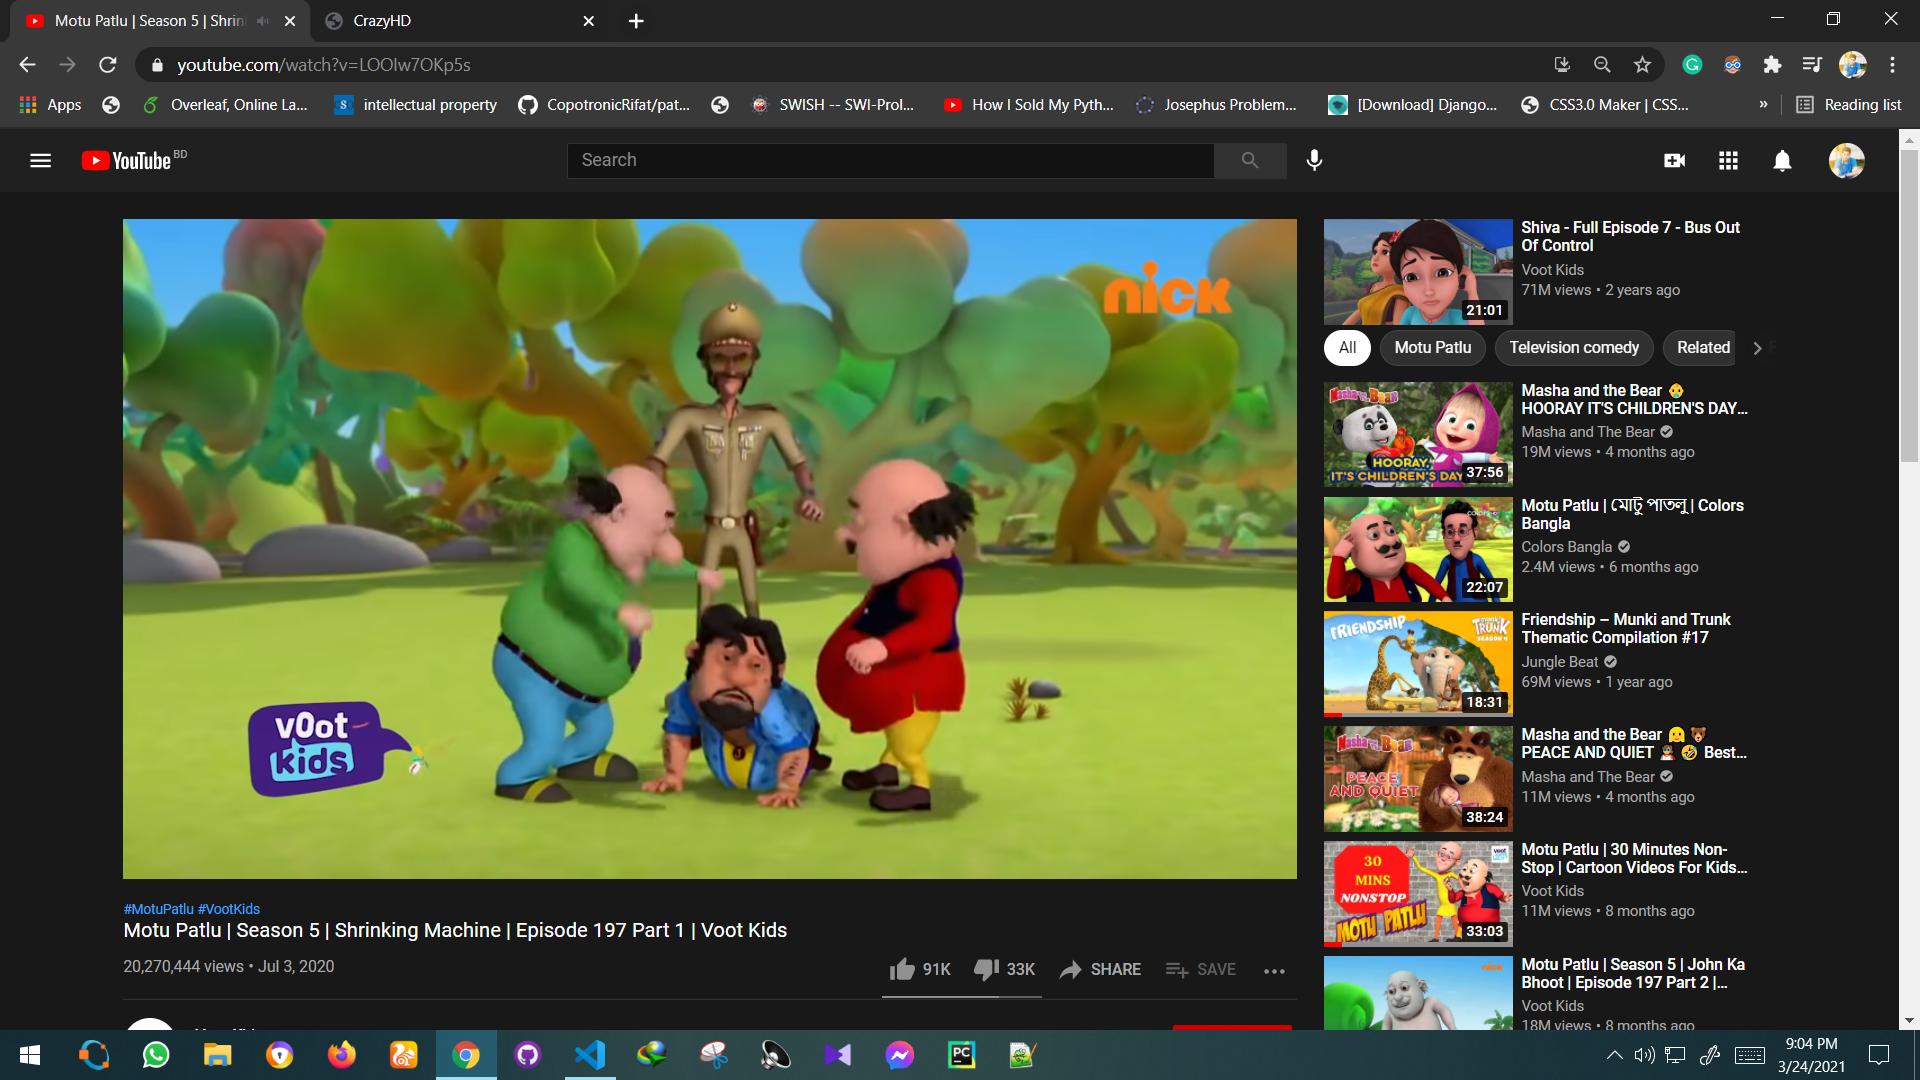 Motu Patlu | Season 5 | Shrin
CrazyHD
youtube.com/watch?v=LOOIw7OKp5s
Apps
Overleaf, Online La...
intellectual property
CopotronicRifat/pat...
SWISH -- SWI-Prol...
How I Sold My Pyth...
Josephus Problem...
[Download] Django...
CSS3.0 Maker | CSS...
»
Reading list
YouTube BD
Search
nick
voot
kids
#MotuPatlu #VootKids
Motu Patlu | Season 5 | Shrinking Machine | Episode 197 Part 1 | Voot Kids
20,270,444 views • Jul 3, 2020
91K
33K
SHARE
SAVE
21:01
Shiva - Full Episode 7 - Bus Out
Of Control
Voot Kids
71M views • 2 years ago
All
Motu Patlu
Television comedy
Related
HOORAY,
IT'S CHILDREN'S DAY
37:56
Masha and the Bear
HOORAY IT'S CHILDREN'S DAY...
Masha and The Bear
19M views • 4 months ago
22:07
Motu Patlu | মোটু পাতলু | Colors
Bangla
Colors Bangla
2.4M views • 6 months ago
FRIENDSHIP
MUNKI AND
TRUNK
18:31
Friendship – Munki and Trunk
Thematic Compilation #17
Jungle Beat
69M views • 1 year ago
PEACE
AND QUIET
38:24
Masha and the Bear
PEACE AND QUIET Best...
Masha and The Bear
11M views • 4 months ago
30
MINS
NONSTOP
MOTU PATLU
33:03
Motu Patlu | 30 Minutes Non-
Stop | Cartoon Videos For Kids...
Voot Kids
11M views • 8 months ago
nick
Motu Patlu | Season 5 | John Ka
Bhoot | Episode 197 Part 2 |...
Voot Kids
18M views • 8 months ago
PC
9:04 PM
3/24/2021